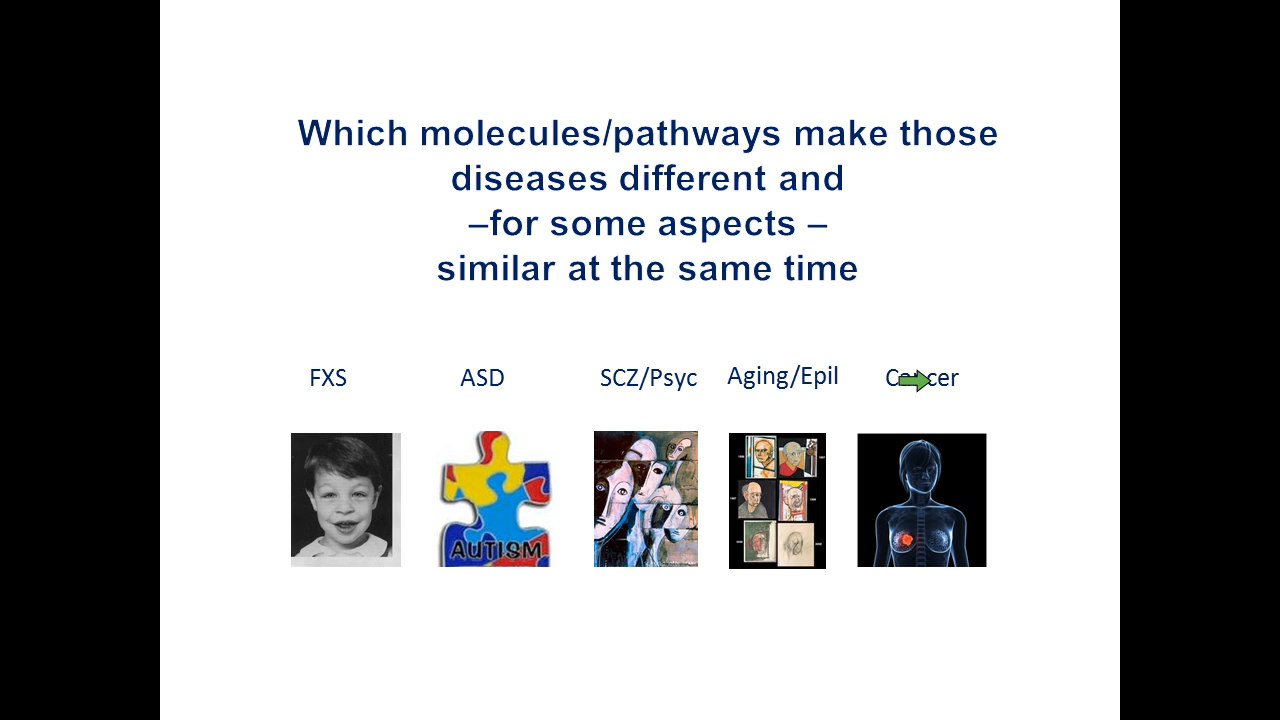 Which molecules/pathways make those
diseases different and
–for some aspects –
similar at the same time
FXS ASD SCZ/Psyc Aging/Epil Cancer
AUTISM